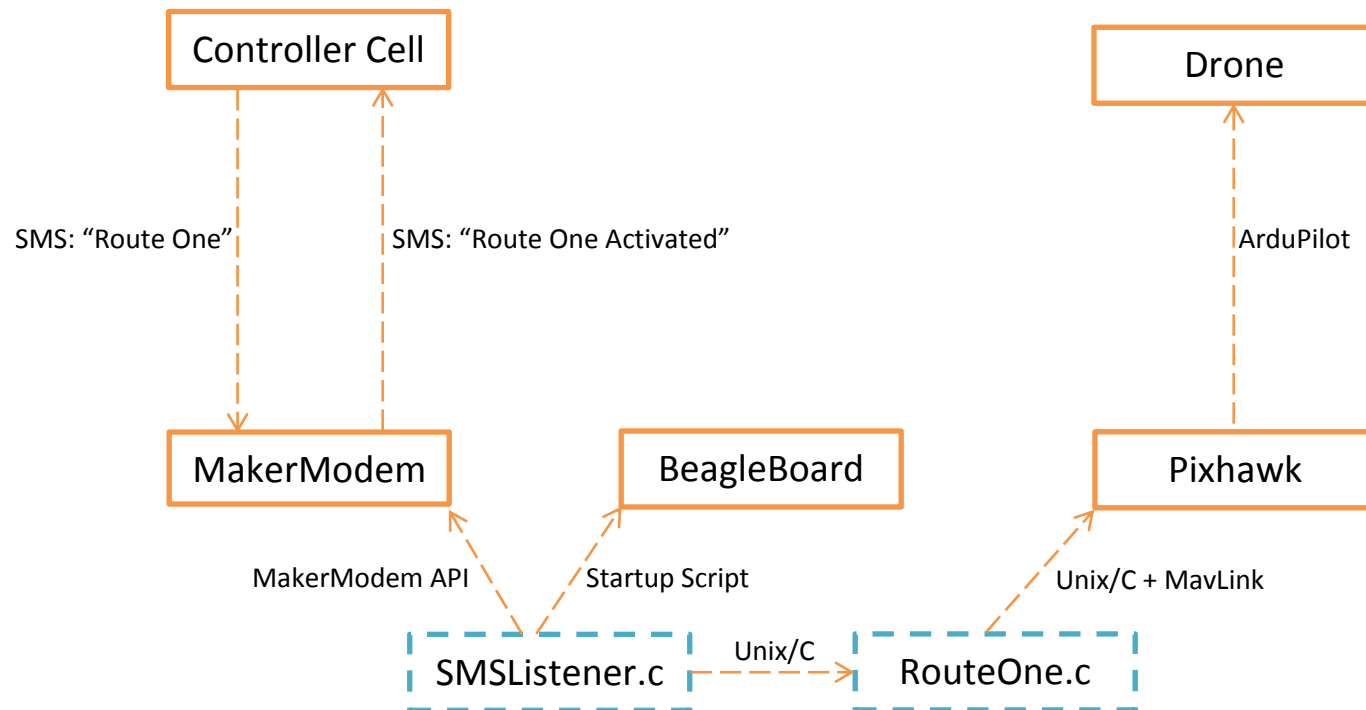 Controller Cell
Drone
SMS: “Route One”
SMS: “Route One Activated”
ArduPilot
MakerModem
BeagleBoard
Pixhawk
MakerModem API
Startup Script
Unix/C + MavLink
SMSListener.c
Unix/C
RouteOne.c